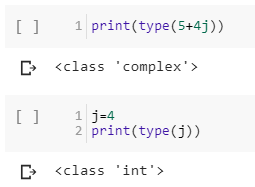 [ ] 1 print(type(5+4j))
<class 'complex'>
[ ] 1 j=4
2 print(type(j))
<class 'int'>